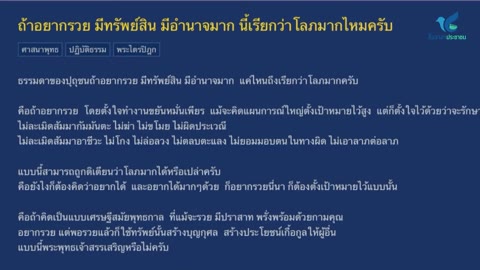 ถ้าอยากรวย มีทรัพย์สิน มีอำนาจมาก นี้เรียกว่าโลภมากไหมครับ
ศาสนาพุทธ ปฏิบัติธรรม พระไตรปิฎก
ธรรมดาของปุถุชนถ้าอยากรวย มีทรัพย์สิน มีอำนาจมาก แค่ไหนถึงเรียกว่าโลภมากครับ
คือถ้าอยากรวย โดยตั้งใจทำงานขยันหมั่นเพียร แม้จะคิดแผนการณ์ใหญ่ตั้งเป้าหมายไว้สูง แต่ก็ตั้งใจไว้ด้วยว่าจะรักษา
ไม่ละเมิดสัมมากัมมันตะ ไม่ฆ่า ไม่ขโมย ไม่ผิดประเวณี
ไม่ละเมิดสัมมาอาชีวะ ไม่โกง ไม่ล่อลวง ไม่ตลบตะแลง ไม่ยอมมอบตนในทางผิด ไม่เอาลาภต่อลาภ
แบบนี้สามารถถูกติเตียนว่าโลภมากได้หรือเปล่าครับ
คือยังไงก็ต้องคิดว่าอยากได้ และอยากได้มากๆด้วย ก็อยากรวยนี่นา ก็ต้องตั้งเป้าหมายไว้แบบนั้น
คือถ้าคิดเป็นแบบเศรษฐีสมัยพุทธกาล ที่แม้จะรวย มีปราสาท พรั่งพร้อมด้วยกามคุณ
อยากรวย แต่พอรวยแล้วก็ใช้ทรัพย์นั้นสร้างบุญกุศล สร้างประโยชน์เกื้อกูลให้ผู้อื่น
แบบนี้พระพุทธเจ้าสรรเสริญหรือไม่ครับ